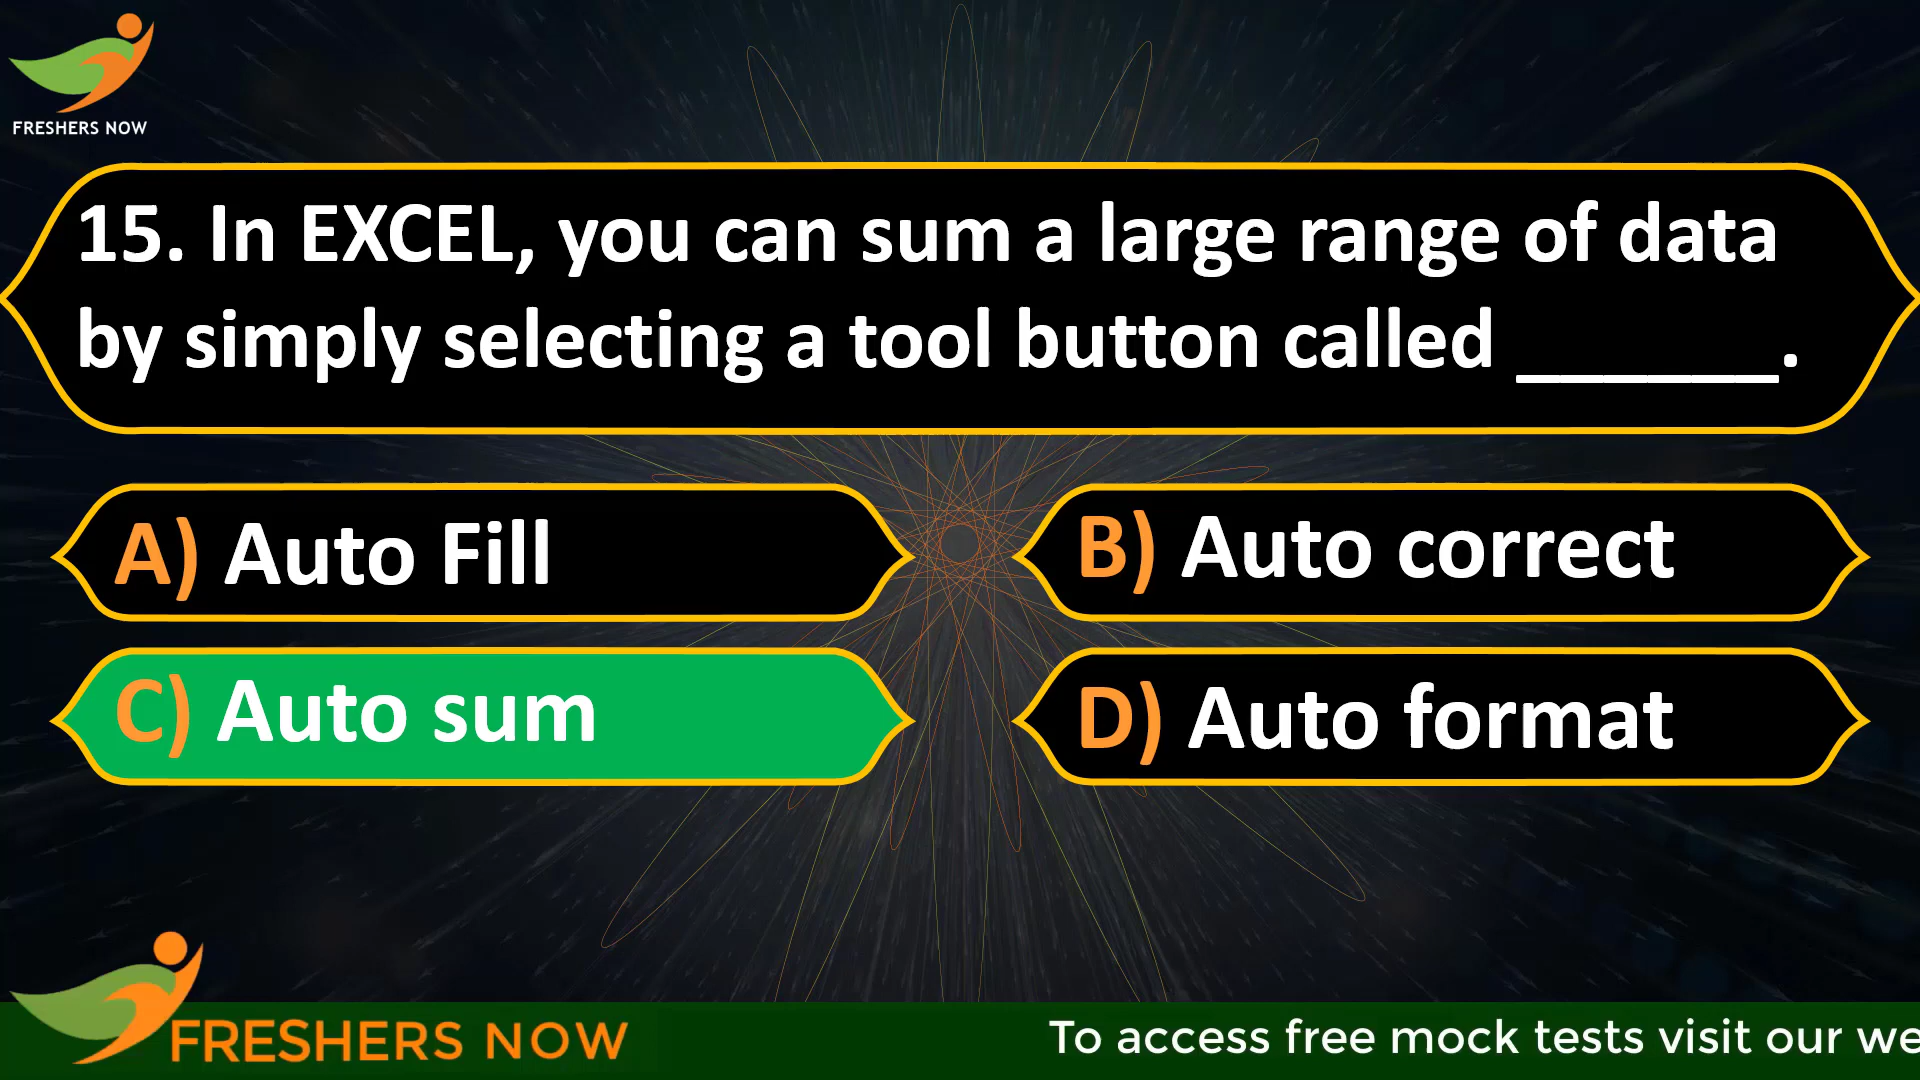 FRESHERS NOW
15. In EXCEL, you can sum a large range of data
by simply selecting a tool button called ______.
A) Auto Fill
B) Auto correct
C) Auto sum
D) Auto format
FRESHERS NOW
To access free mock tests visit our we